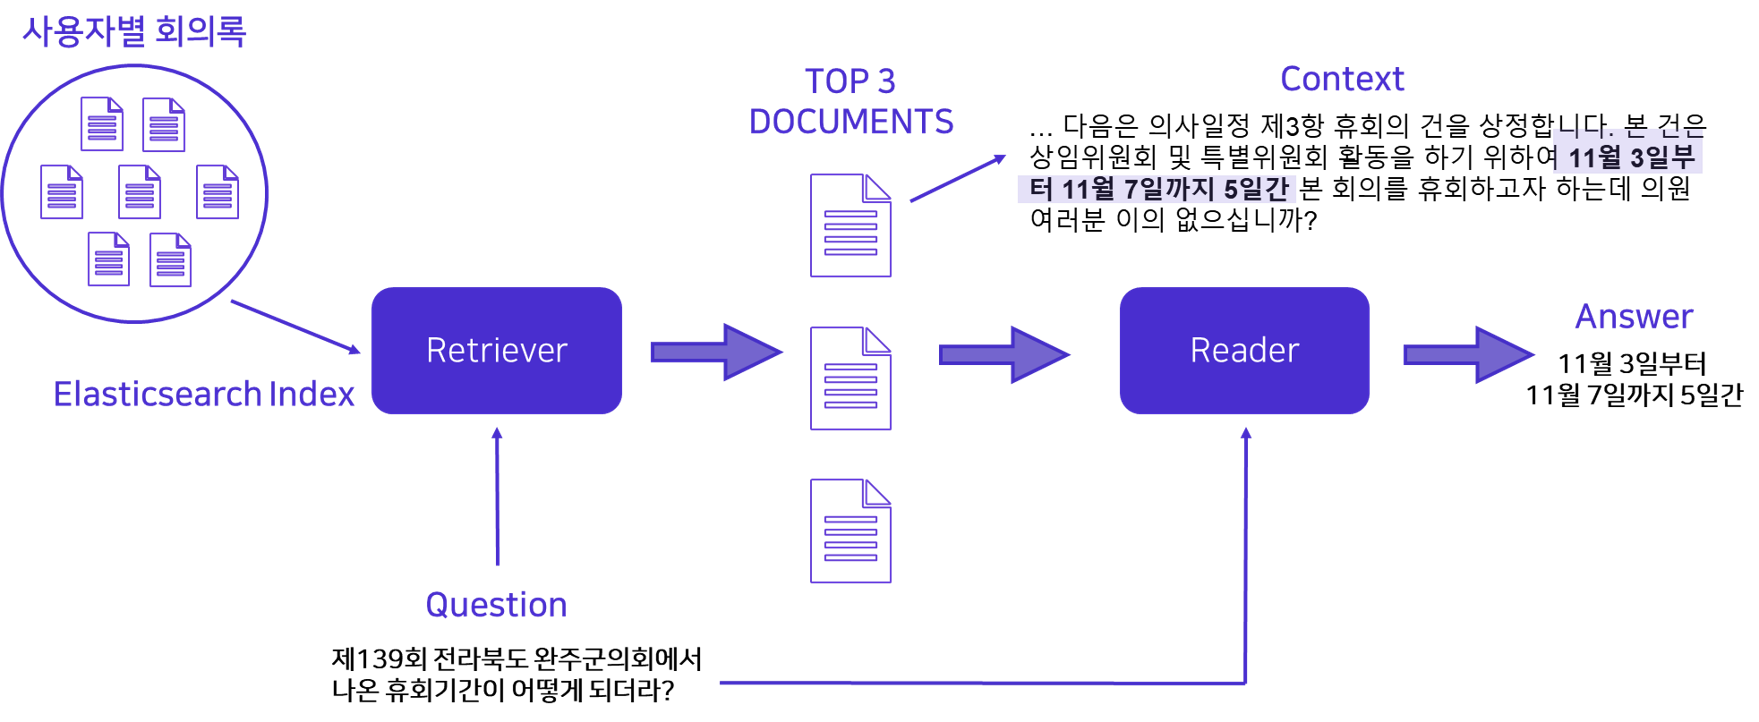 사용자별 회의록
Elasticsearch Index
Retriever
Question
제139회 전라북도 완주군의회에서
나온 휴회기간이 어떻게 되더라?
TOP 3
DOCUMENTS
Context
... 다음은 의사일정 제3항 휴회의 건을 상정합니다. 본 건은
상임위원회 및 특별위원회 활동을 하기 위하여 11월 3일부
터 11월 7일까지 5일간 본 회의를 휴회하고자 하는데 의원
여러분 이의 없으십니까?
Reader
Answer
11월 3일부터
11월 7일까지 5일간